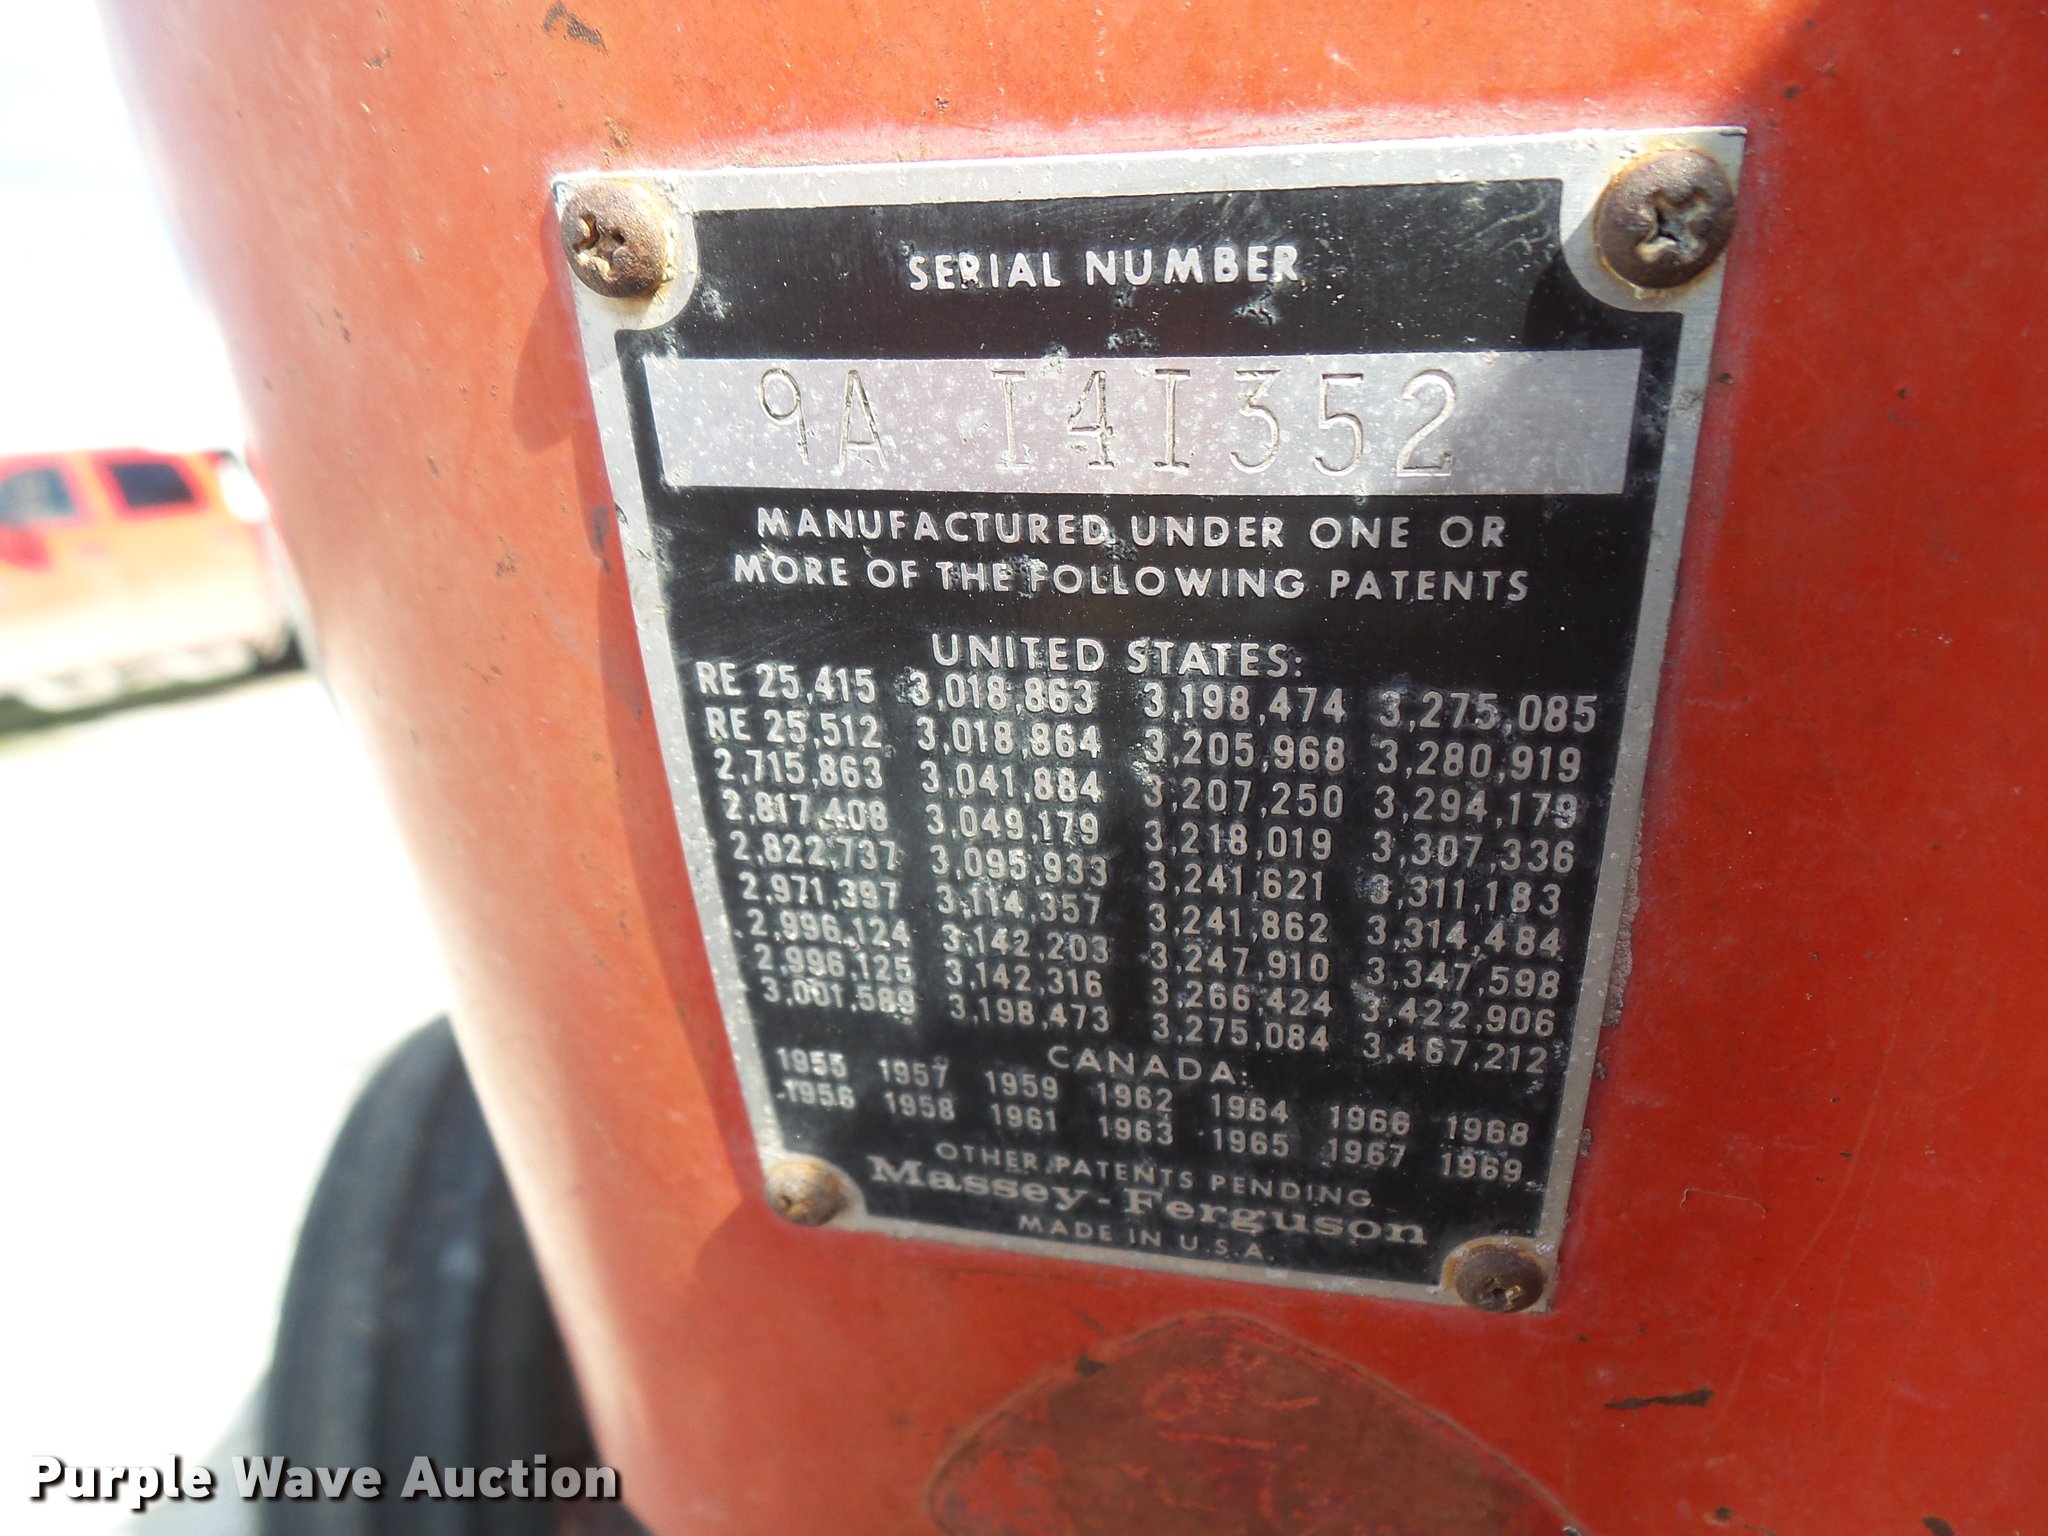 SERIAL NUMBER
9A 141352
MANUFACTURED UNDER ONE OR
MORE OF THE FOLLOWING PATENTS
UNITED STATES:
RE 25,415 3,018,863 3,198,474 3,275,085
RE 25,512 3,018,864 3,205,968 3,280,919
2,715,863 3,041,884 3,207,250 3,294,179
2,817,408 3,049,179 3,218,019 3,307,336
2,822,737 3,095,933 3,241,621 3,311,183
2,971,397 3,114,357 3,241,862 3,314,484
2,996,124 3,142,203 3,247,910 3,347,598
2,996,125 3,142,316 3,266,424 3,422,906
3,001,589 3,198,473 3,275,084 3,467,212
CANADA:
1955 1957 1959 1962 1964 1966 1968
1956 1958 1961 1963 1965 1967 1969
OTHER PATENTS PENDING
Massey-Ferguson
MADE IN U.S.A.
Purple Wave Auction